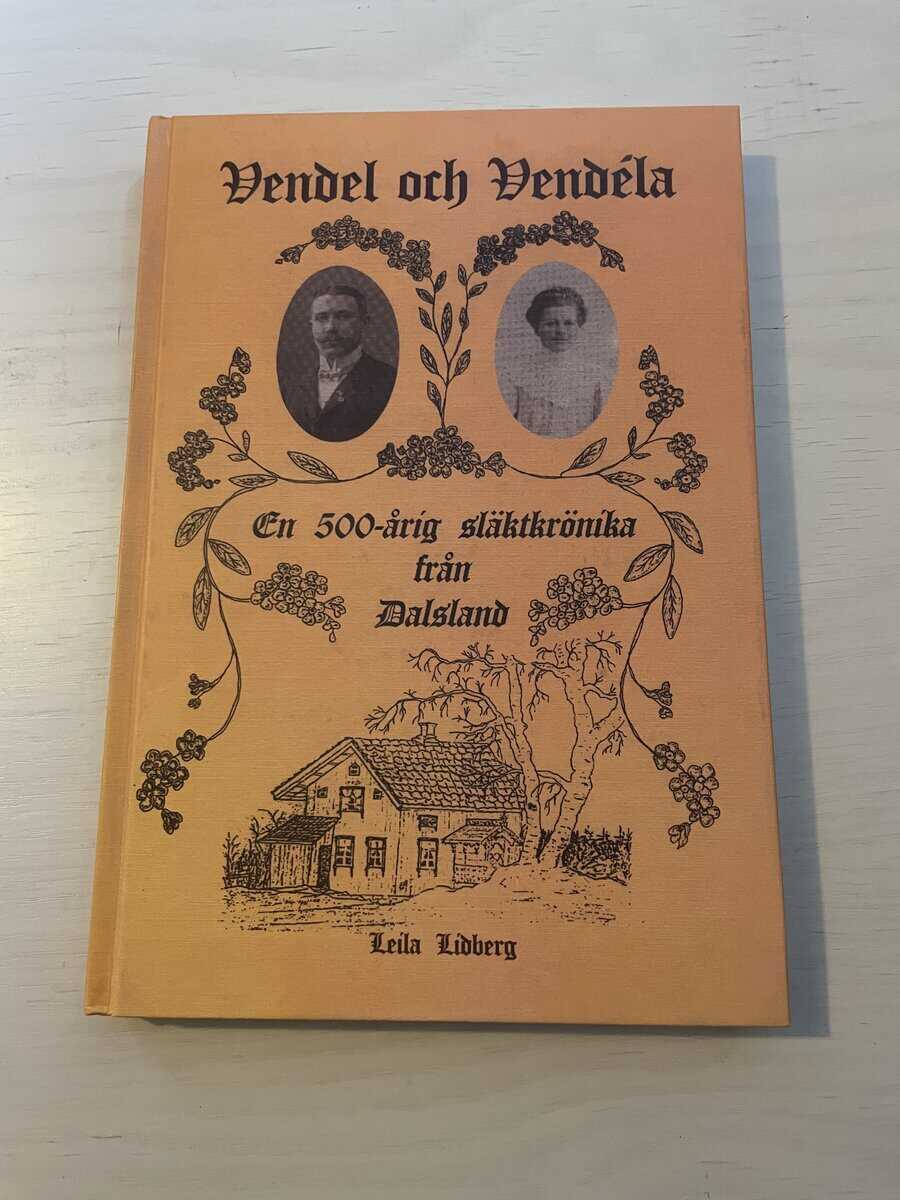 Vendel och Vendéla
En 500-årig släktkrönika
från
Dalsland
Leila Lidberg